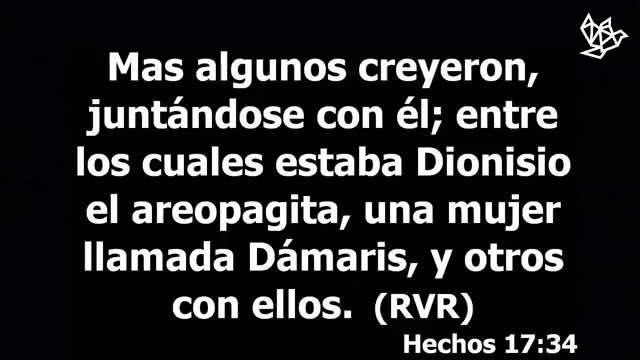 Mas algunos creyeron,
juntándose con él; entre
los cuales estaba Dionisio
el areopagita, una mujer
llamada Dámaris, y otros
con ellos. (RVR)
Hechos 17:34